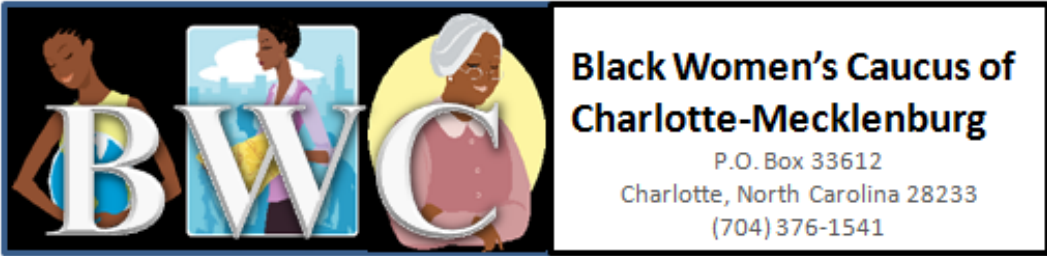 BWC
Black Women's Caucus of
Charlotte-Mecklenburg
P.O. Box 33612
Charlotte, North Carolina 28233
(704) 376-1541